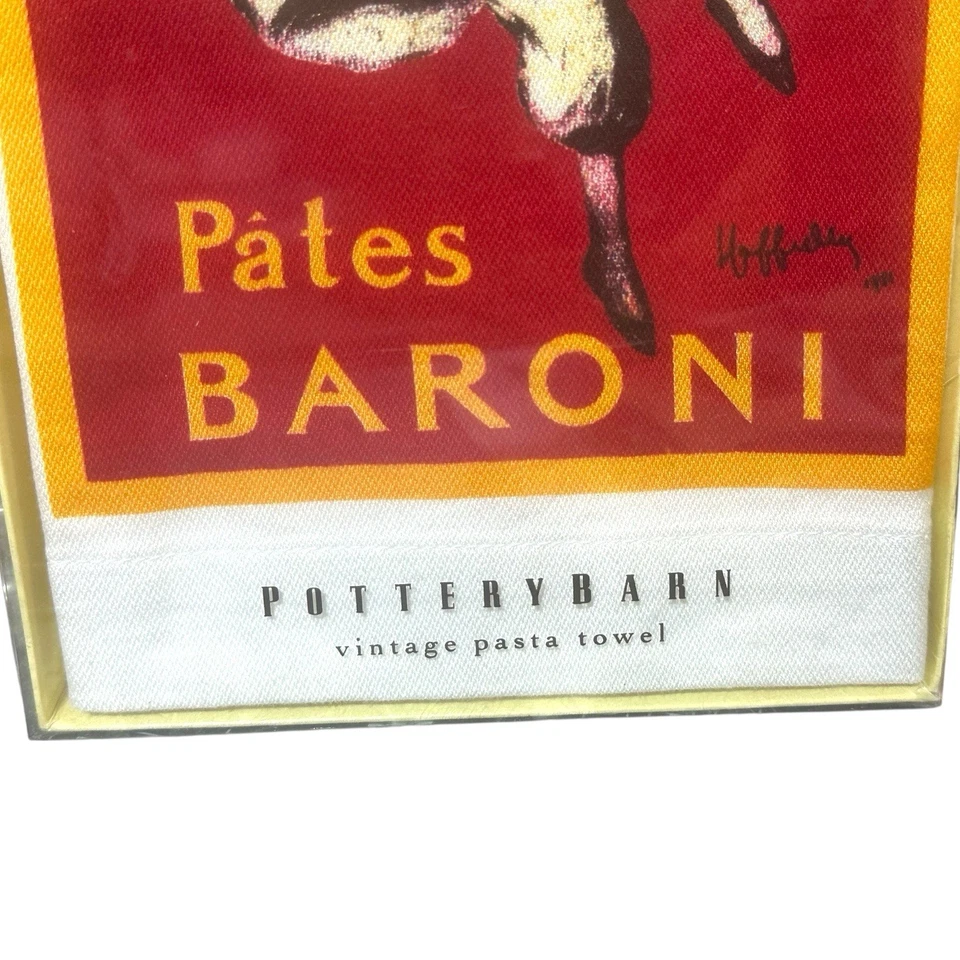 Pâtes
BARONI
POTTERYBARN
vintage pasta towel